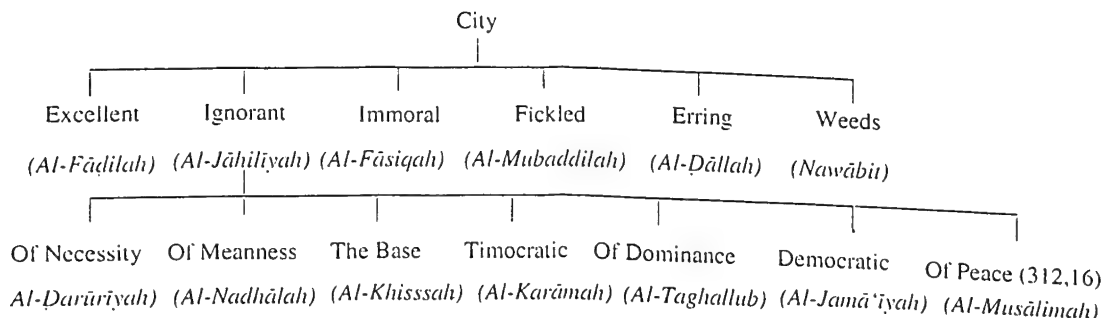 City
Excellent Ignorant Immoral Fickled Erring Weeds
(Al-Fāḍilah) (Al-Jāhilīyah) (Al-Fāsiqah) (Al-Mubaddilah) (Al-Ḍāllah) (Nawābit)
Of Necessity Of Meanness The Base Timocratic Of Dominance Democratic Of Peace (312,16)
Al-Ḍarūrīyah) (Al-Nadhālah) (Al-Khisssah) (Al-Karāmah) (Al-Taghallub) (Al-Jamā‘īyah) (Al-Musālimah)